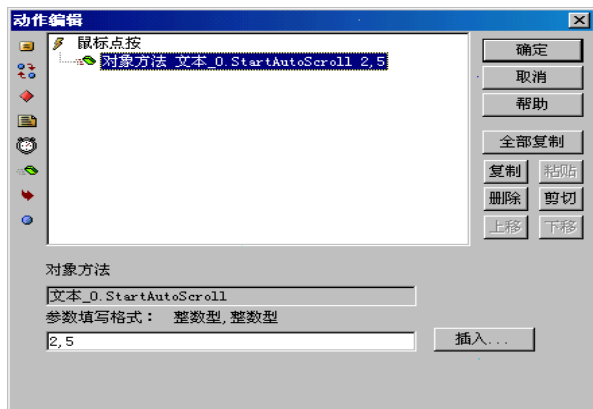 动作编辑
鼠标点按
对象方法 文本_0.StartAutoScroll 2,5
确定
取消
帮助
全部复制
复制 粘贴
删除 剪切
上移 下移
对象方法
文本_0.StartAutoScroll
参数填写格式： 整数型,整数型
2,5
插入...